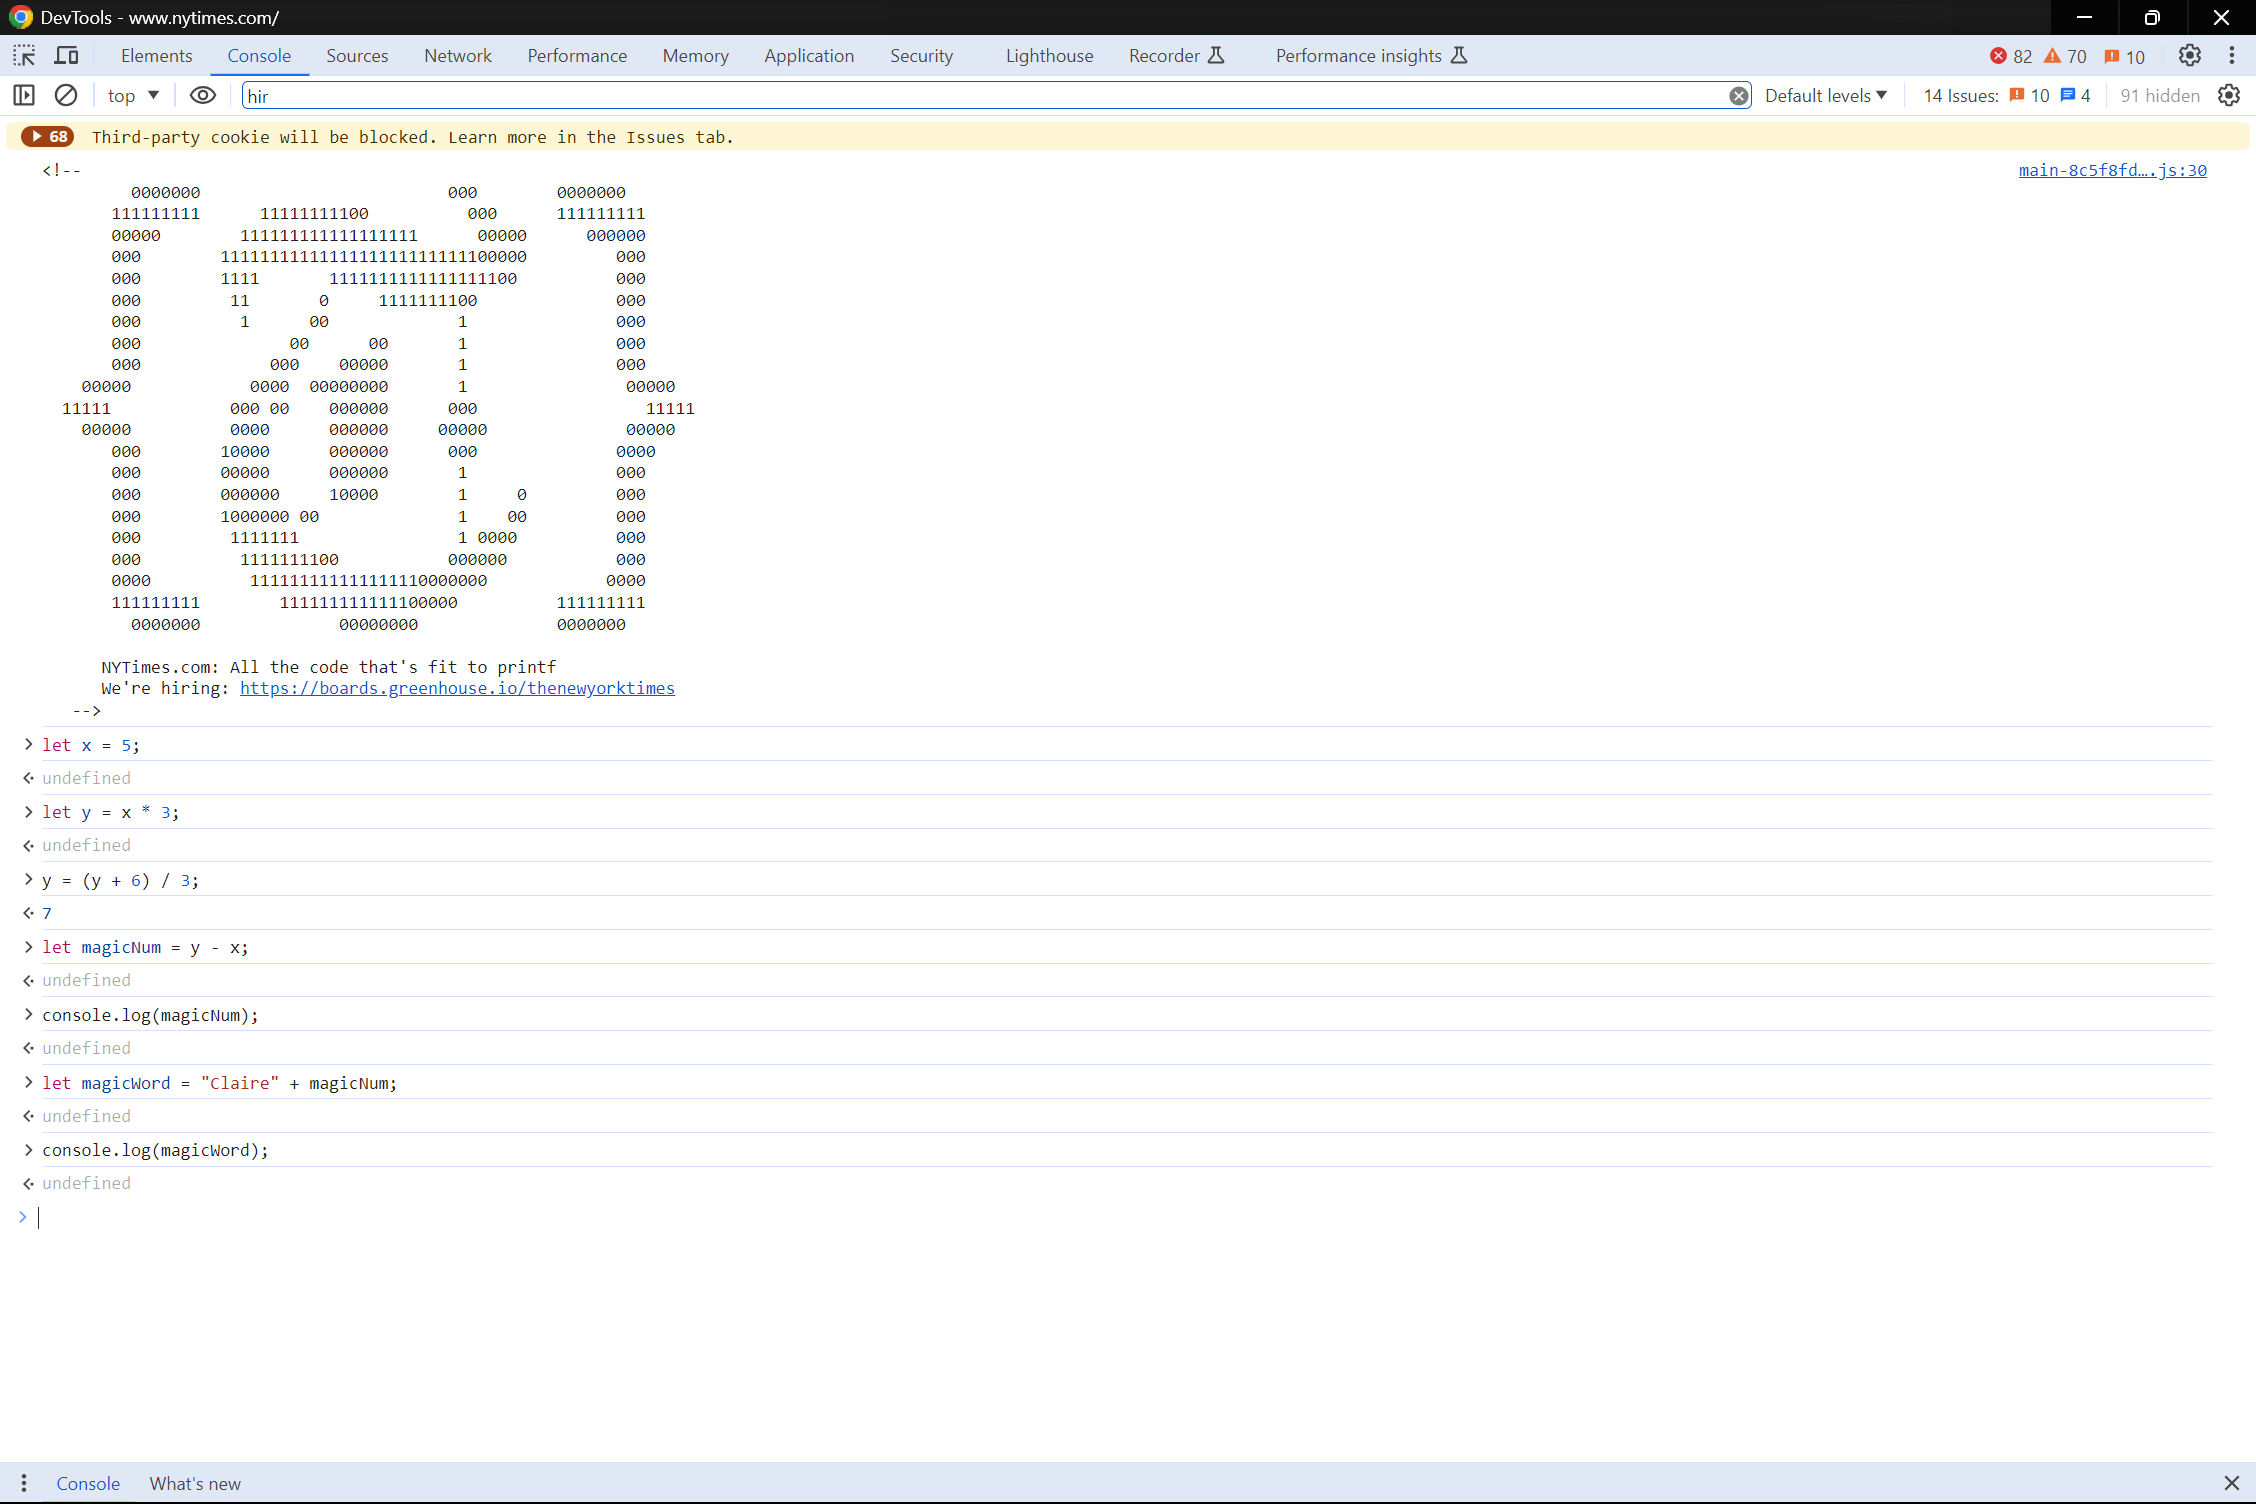 DevTools - www.nytimes.com/
Elements Console Sources Network Performance Memory Application Security Lighthouse Recorder Performance insights 82 70 10
top hir Default levels 14 Issues: 10 4 91 hidden
68 Third-party cookie will be blocked. Learn more in the Issues tab.
<!-- main-8c5f8fd….js:30
0000000 000 0000000
111111111 11111111100 000 111111111
00000 111111111111111111 00000 000000
000 1111111111111111111111111100000 000
000 1111 1111111111111111100 000
000 11 0 1111111100 000
000 1 00 1 000
000 00 00 1 000
000 000 00000 1 000
00000 0000 00000000 1 00000
11111 000 00 000000 000 11111
00000 0000 000000 00000 00000
000 10000 000000 000 0000
000 00000 000000 1 000
000 000000 10000 1 0 000
000 1000000 00 1 00 000
000 1111111 1 0000 000
000 1111111100 000000 000
0000 111111111111111110000000 0000
111111111 111111111111100000 111111111
0000000 00000000 0000000
NYTimes.com: All the code that's fit to printf
We're hiring: https://boards.greenhouse.io/thenewyorktimes
-->
> let x = 5;
undefined
> let y = x * 3;
undefined
> y = (y + 6) / 3;
7
> let magicNum = y - x;
undefined
> console.log(magicNum);
undefined
> let magicWord = "Claire" + magicNum;
undefined
> console.log(magicWord);
undefined
>
Console What's new